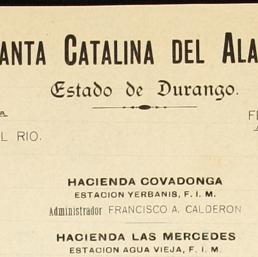 ANTA CATALINA DEL ALA
Estado de Durango.
L RIO.
HACIENDA COVADONGA
ESTACION YERBANIS, F. I. M.
Administrador FRANCISCO A. CALDERON
HACIENDA LAS MERCEDES
ESTACION AGUA VIEJA, F. I. M.